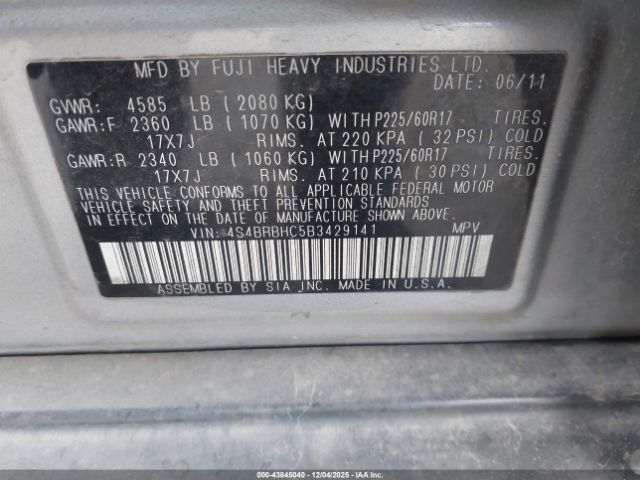 MFD BY FUJI HEAVY INDUSTRIES LTD.
DATE: 06/11
GVWR: 4585 LB ( 2080 KG)
GAWR:F 2360 LB ( 1070 KG) WITH P225/60R17 TIRES.
17X7J RIMS. AT 220 KPA ( 32 PSI) COLD
GAWR:R 2340 LB ( 1060 KG) WITH P225/60R17 TIRES.
17X7J RIMS. AT 210 KPA ( 30 PSI) COLD
THIS VEHICLE CONFORMS TO ALL APPLICABLE FEDERAL MOTOR
VEHICLE SAFETY AND THEFT PREVENTION STANDARDS
IN EFFECT ON THE DATE OF MANUFACTURE SHOWN ABOVE.
VIN: 4S4BRBHC5B3429141 MPV
ASSEMBLED BY SIA INC. MADE IN U.S.A.
000-43845040 • 12/04/2025 • IAA